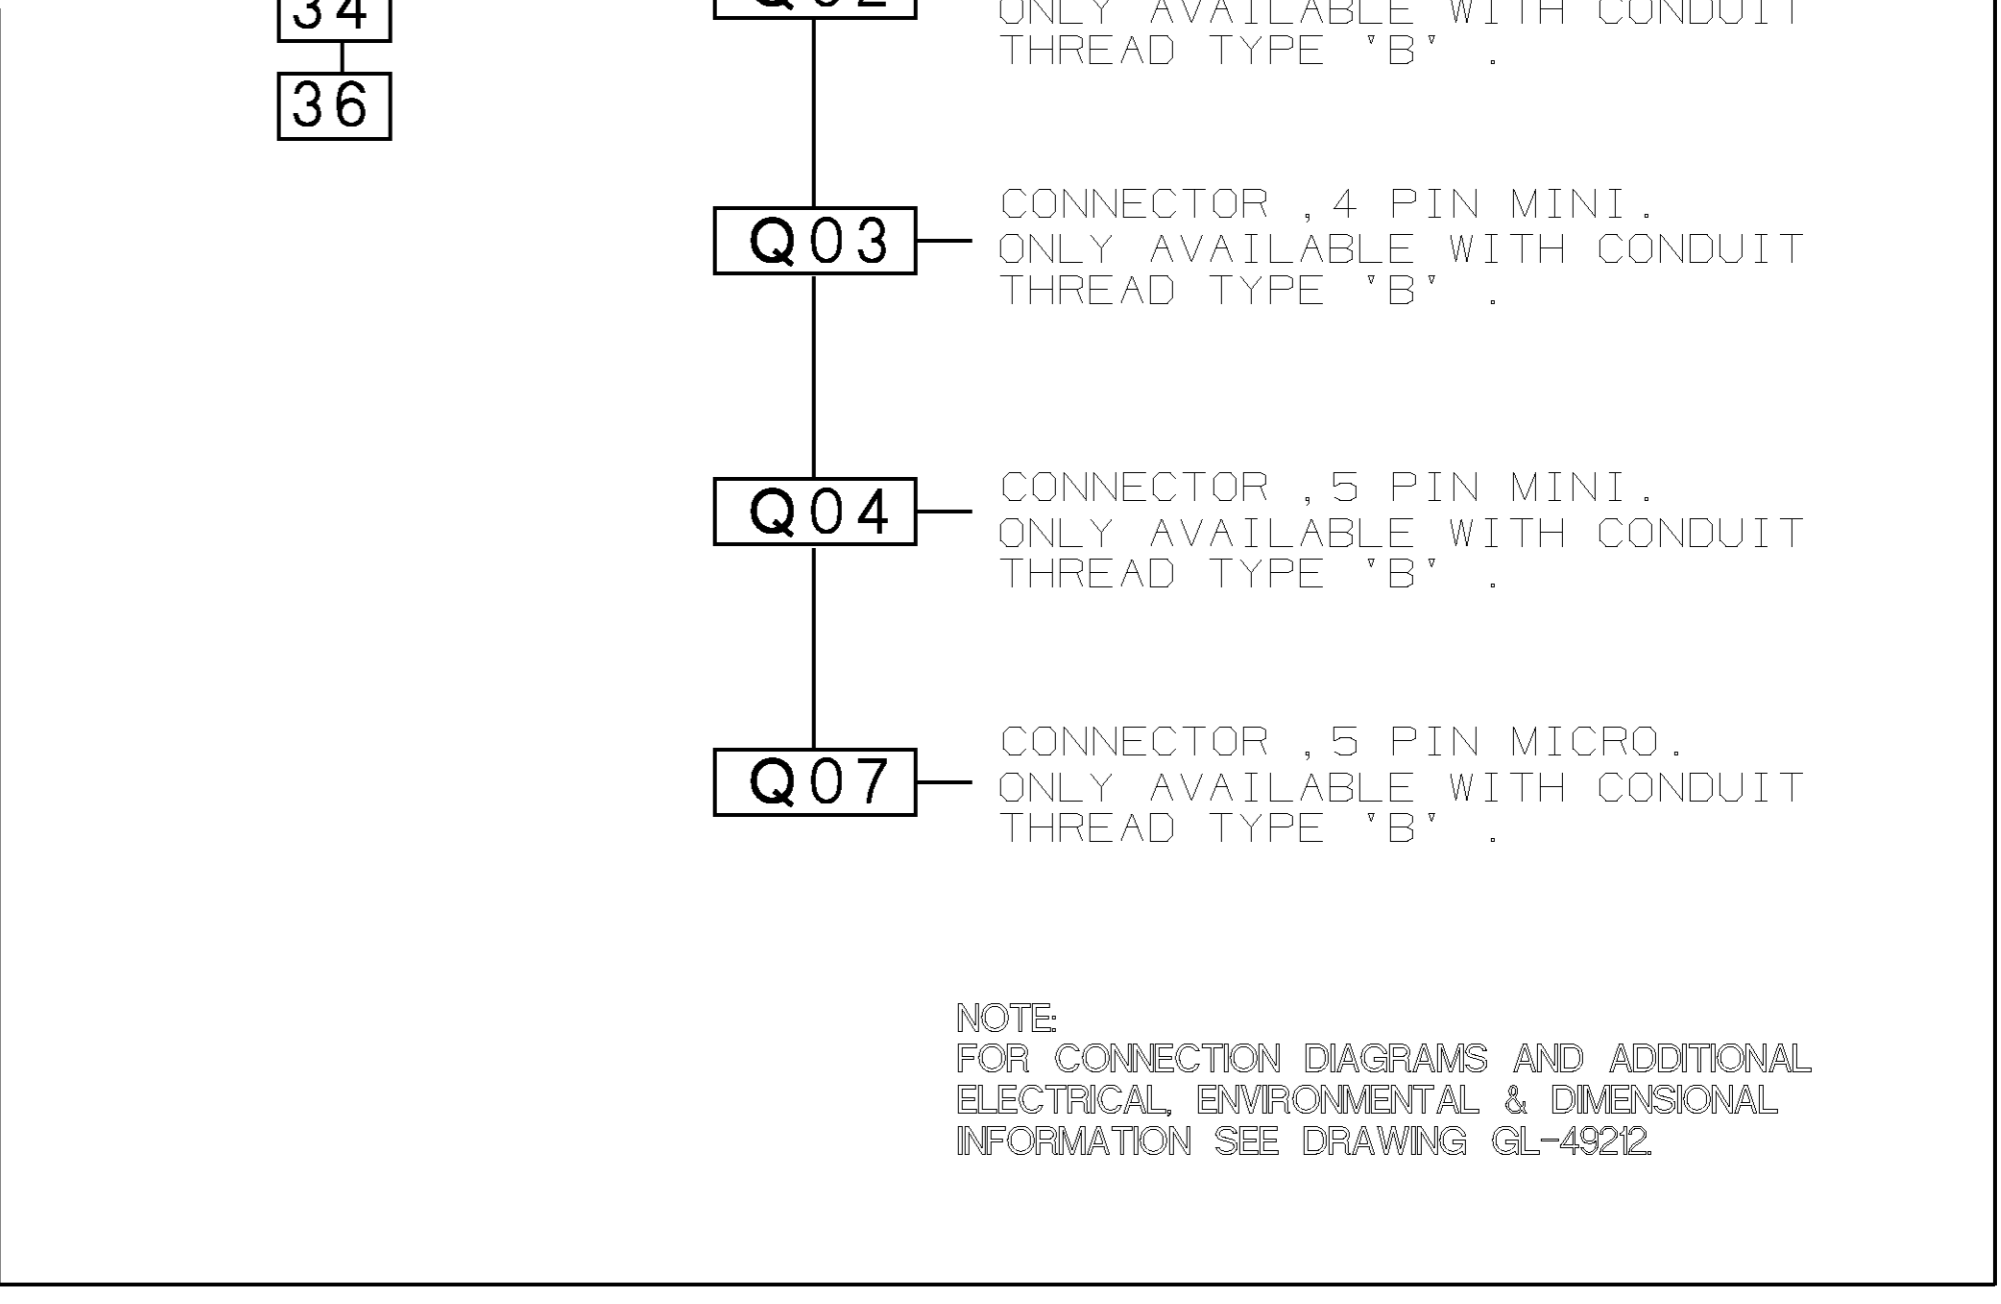 34
36
Q02
ONLY AVAILABLE WITH CONDUIT
THREAD TYPE 'B' .
Q03
CONNECTOR ,4 PIN MINI.
ONLY AVAILABLE WITH CONDUIT
THREAD TYPE 'B' .
Q04
CONNECTOR ,5 PIN MINI.
ONLY AVAILABLE WITH CONDUIT
THREAD TYPE 'B' .
Q07
CONNECTOR ,5 PIN MICRO.
ONLY AVAILABLE WITH CONDUIT
THREAD TYPE 'B' .
NOTE:
FOR CONNECTION DIAGRAMS AND ADDITIONAL
ELECTRICAL, ENVIRONMENTAL & DIMENSIONAL
INFORMATION SEE DRAWING GL-49212.